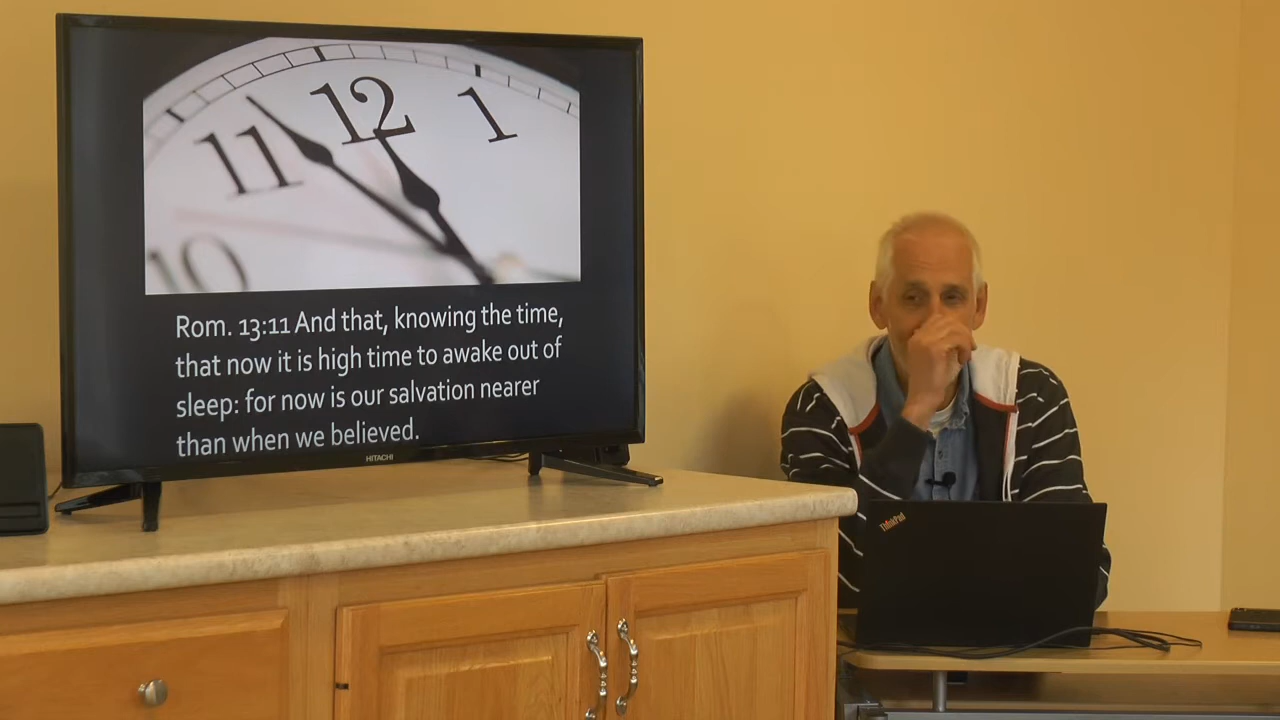 11 12 1
10
Rom. 13:11 And that, knowing the time,
that now it is high time to awake out of
sleep: for now is our salvation nearer
than when we believed.
HITACHI
ThinkPad